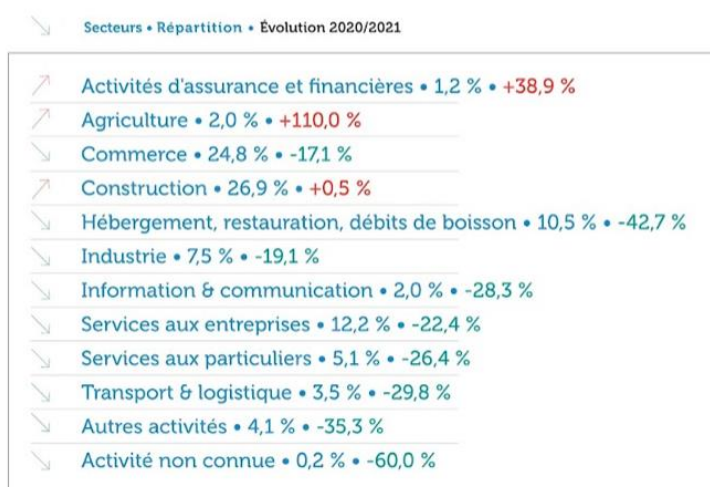 Secteurs • Répartition • Évolution 2020/2021
Activités d'assurance et financières • 1,2 % • +38,9 %
Agriculture • 2,0 % • +110,0 %
Commerce • 24,8 % • -17,1 %
Construction • 26,9 % • +0,5 %
Hébergement, restauration, débits de boisson • 10,5 % • -42,7 %
Industrie • 7,5 % • -19,1 %
Information & communication • 2,0 % • -28,3 %
Services aux entreprises • 12,2 % • -22,4 %
Services aux particuliers • 5,1 % • -26,4 %
Transport & logistique • 3,5 % • -29,8 %
Autres activités • 4,1 % • -35,3 %
Activité non connue • 0,2 % • -60,0 %